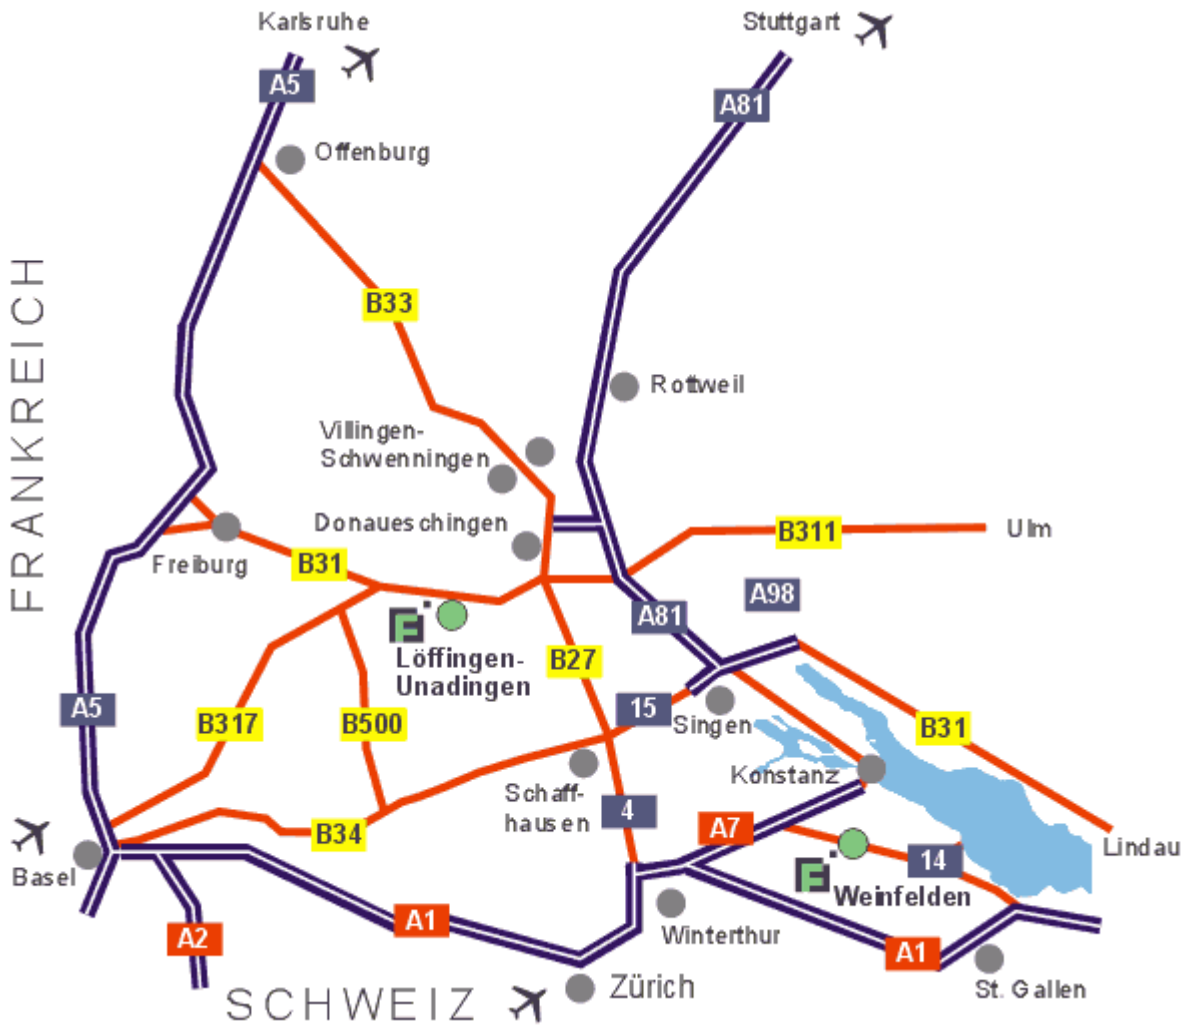 Karlsruhe
Stuttgart
A5
A81
Offenburg
FRANKREICH
B33
Rottweil
Villingen-
Schwenningen
Donaueschingen
B311
Ulm
Freiburg
B31
A98
A81
Löffingen-
Unadingen
B27
A5
B317
B500
15
Singen
B31
Konstanz
Schaff-
hausen
4
A7
B34
Lindau
14
Basel
Weinfelden
A1
A2
Winterthur
A1
Zürich
St. Gallen
SCHWEIZ